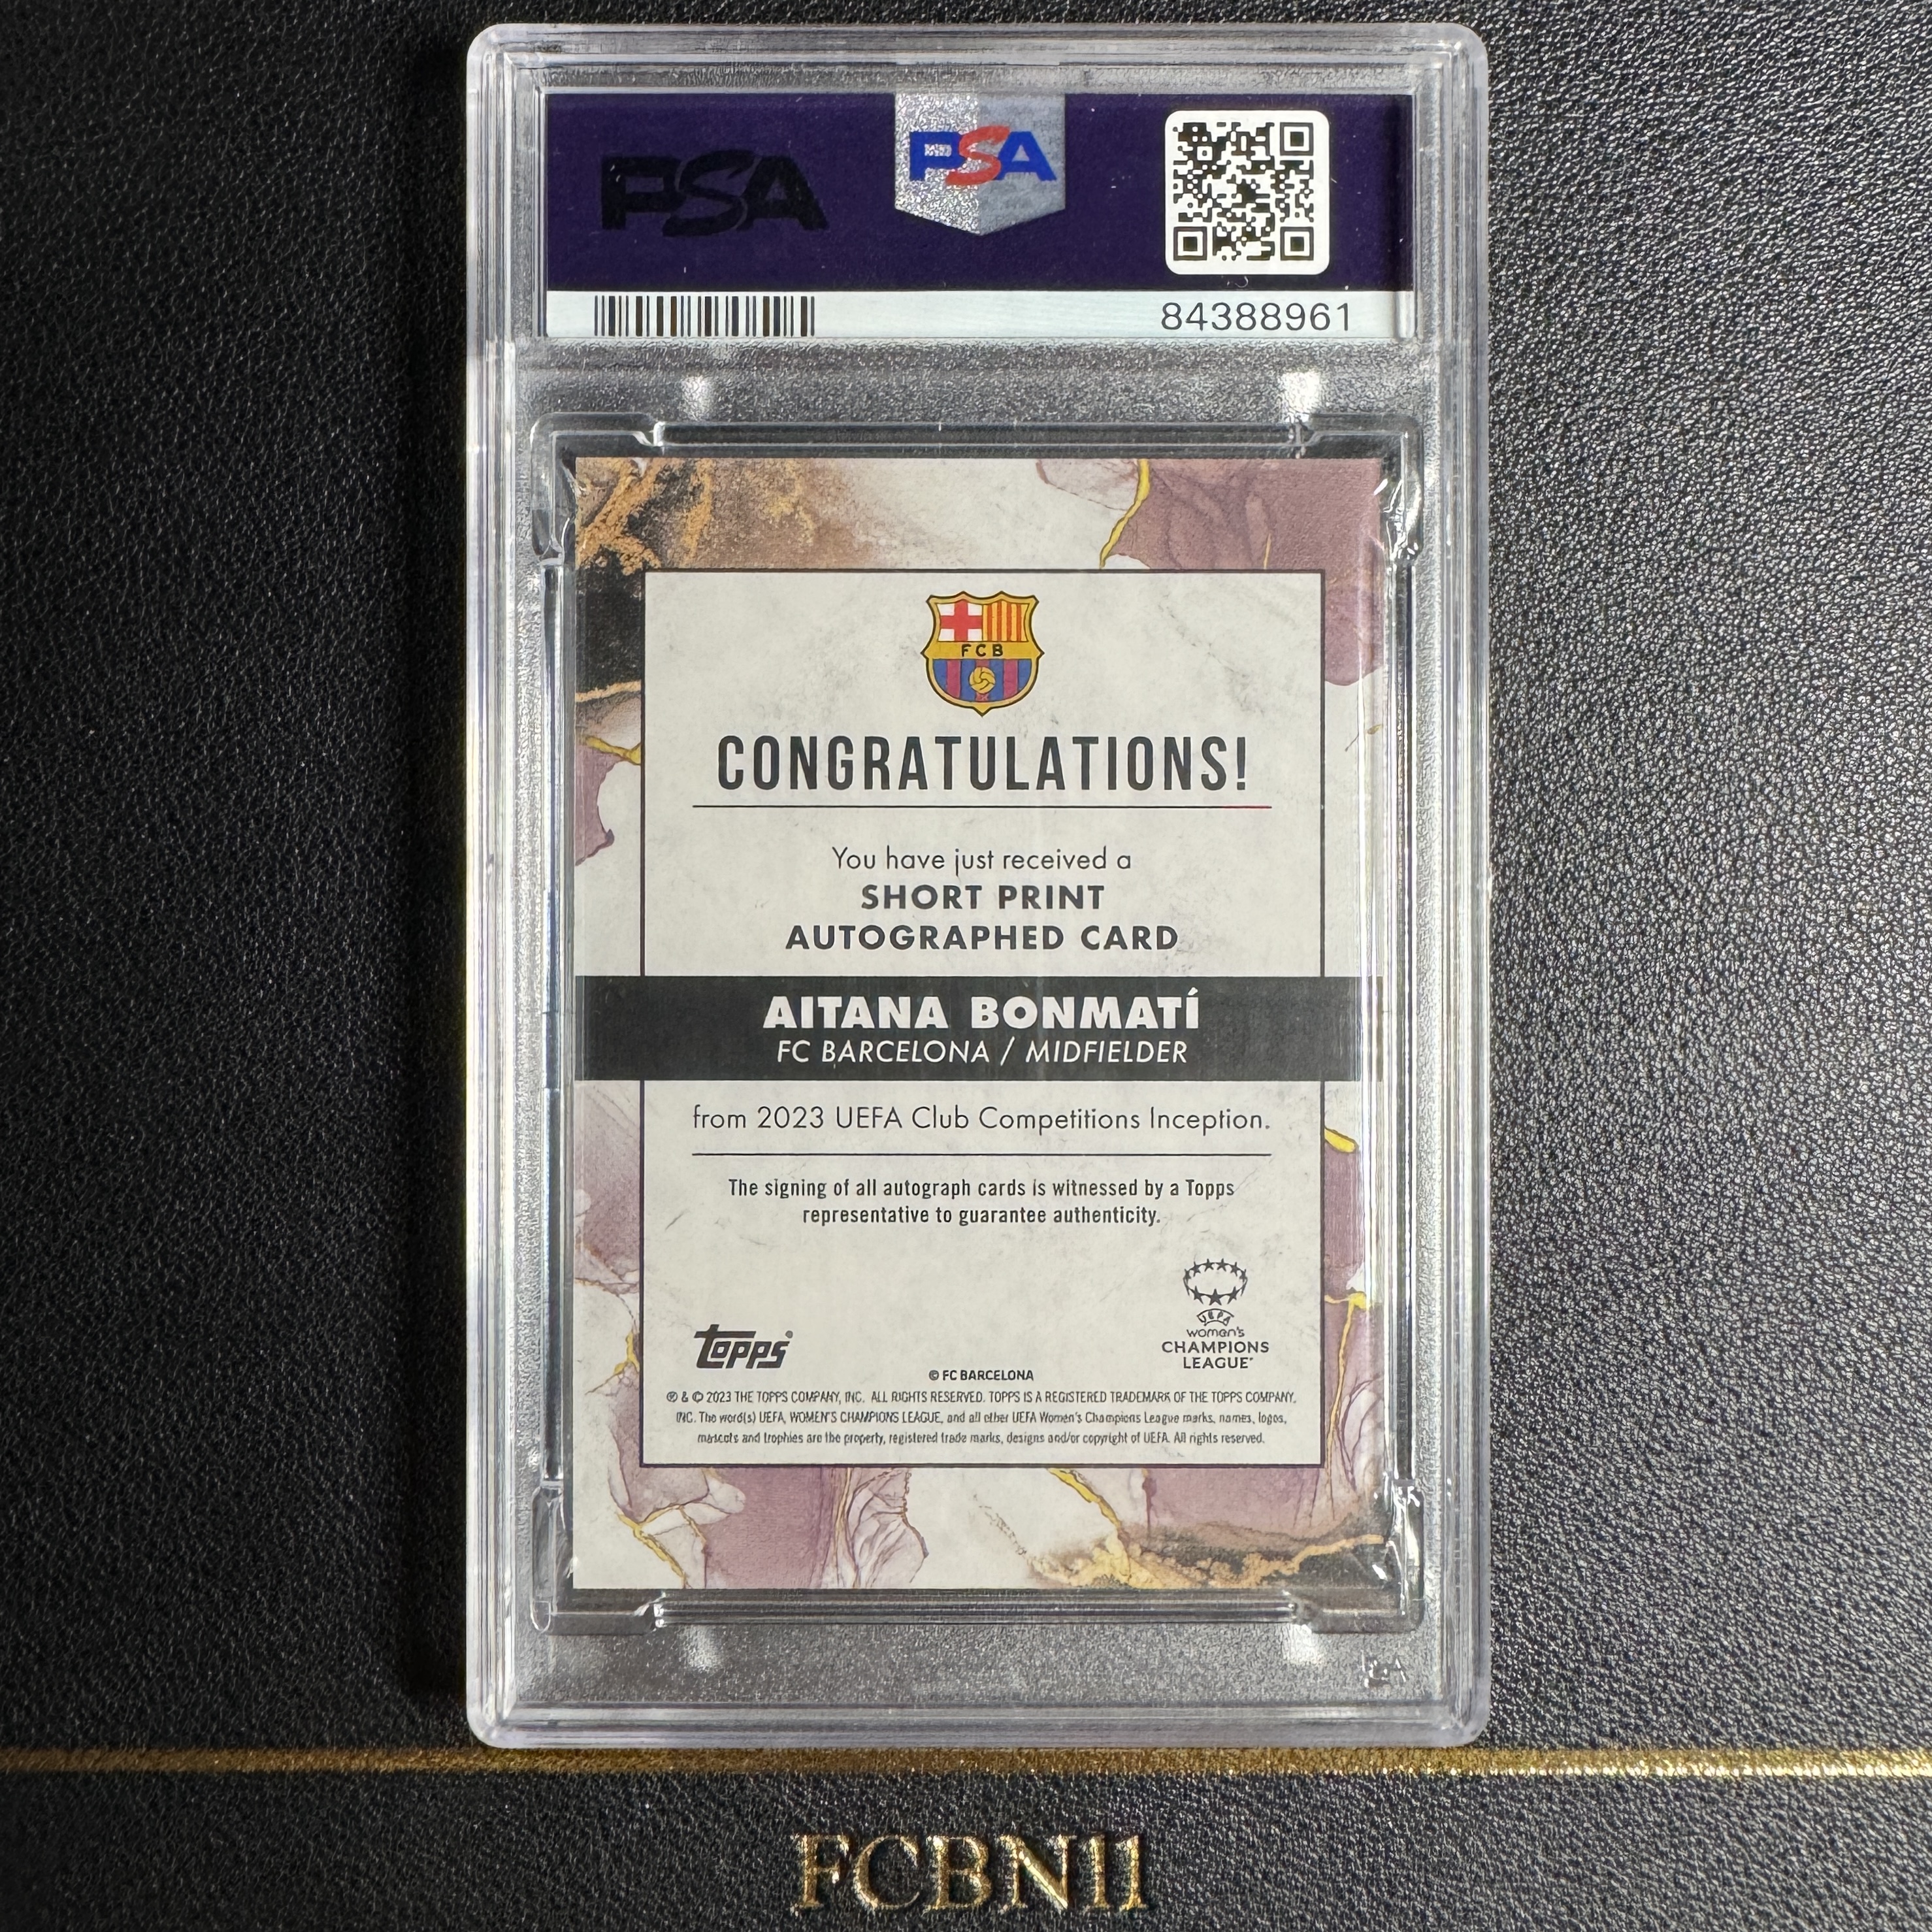 PSA
PSA
84388961
FCB
CONGRATULATIONS!
You have just received a
SHORT PRINT
AUTOGRAPHED CARD
AITANA BONMATÍ
FC BARCELONA / MIDFIELDER
from 2023 UEFA Club Competitions Inception.
The signing of all autograph cards is witnessed by a Topps
representative to guarantee authenticity.
UEFA
women's
CHAMPIONS
LEAGUE
topps®
© FC BARCELONA
® & © 2023 THE TOPPS COMPANY, INC. ALL RIGHTS RESERVED. TOPPS IS A REGISTERED TRADEMARK OF THE TOPPS COMPANY,
INC. The word(s) UEFA, WOMEN'S CHAMPIONS LEAGUE, and all other UEFA Women's Champions League marks, names, logos,
mascots and trophies are the property, registered trade marks, designs and/or copyright of UEFA. All rights reserved.
FCBN11